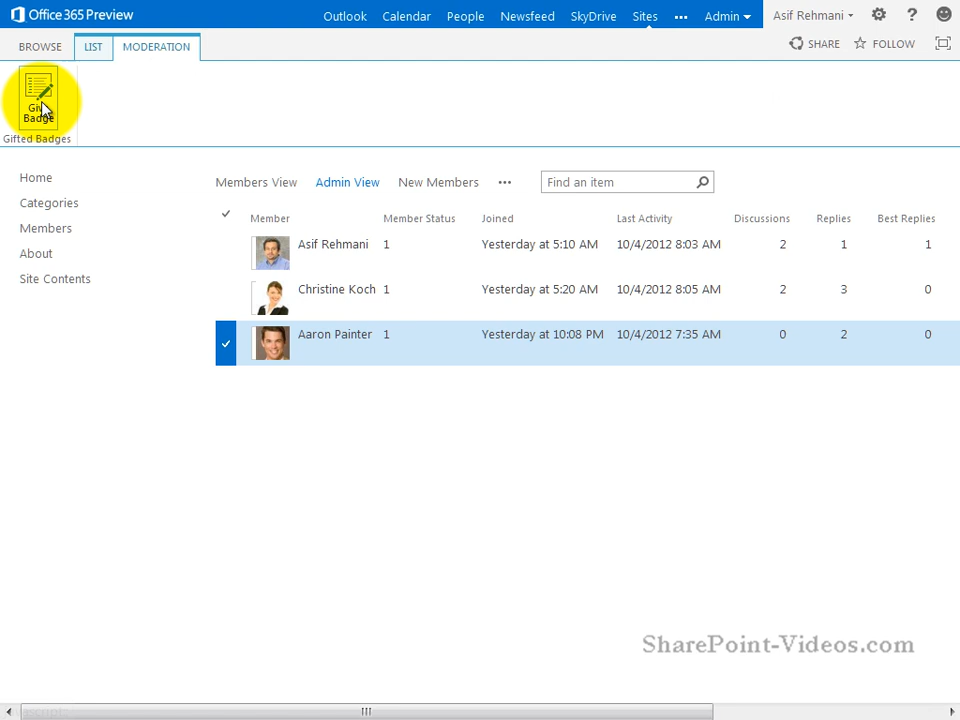 Office 365 Preview
Outlook Calendar People Newsfeed SkyDrive Sites ••• Admin Asif Rehmani ?
BROWSE LIST MODERATION SHARE FOLLOW
Give
Badge
Gifted Badges
Home
Categories
Members
About
Site Contents
Members View Admin View New Members ••• Find an item
Member Member Status Joined Last Activity Discussions Replies Best Replies
Asif Rehmani 1 Yesterday at 5:10 AM 10/4/2012 8:03 AM 2 1 1
Christine Koch 1 Yesterday at 5:20 AM 10/4/2012 8:05 AM 2 3 0
Aaron Painter 1 Yesterday at 10:08 PM 10/4/2012 7:35 AM 0 2 0
SharePoint-Videos.com